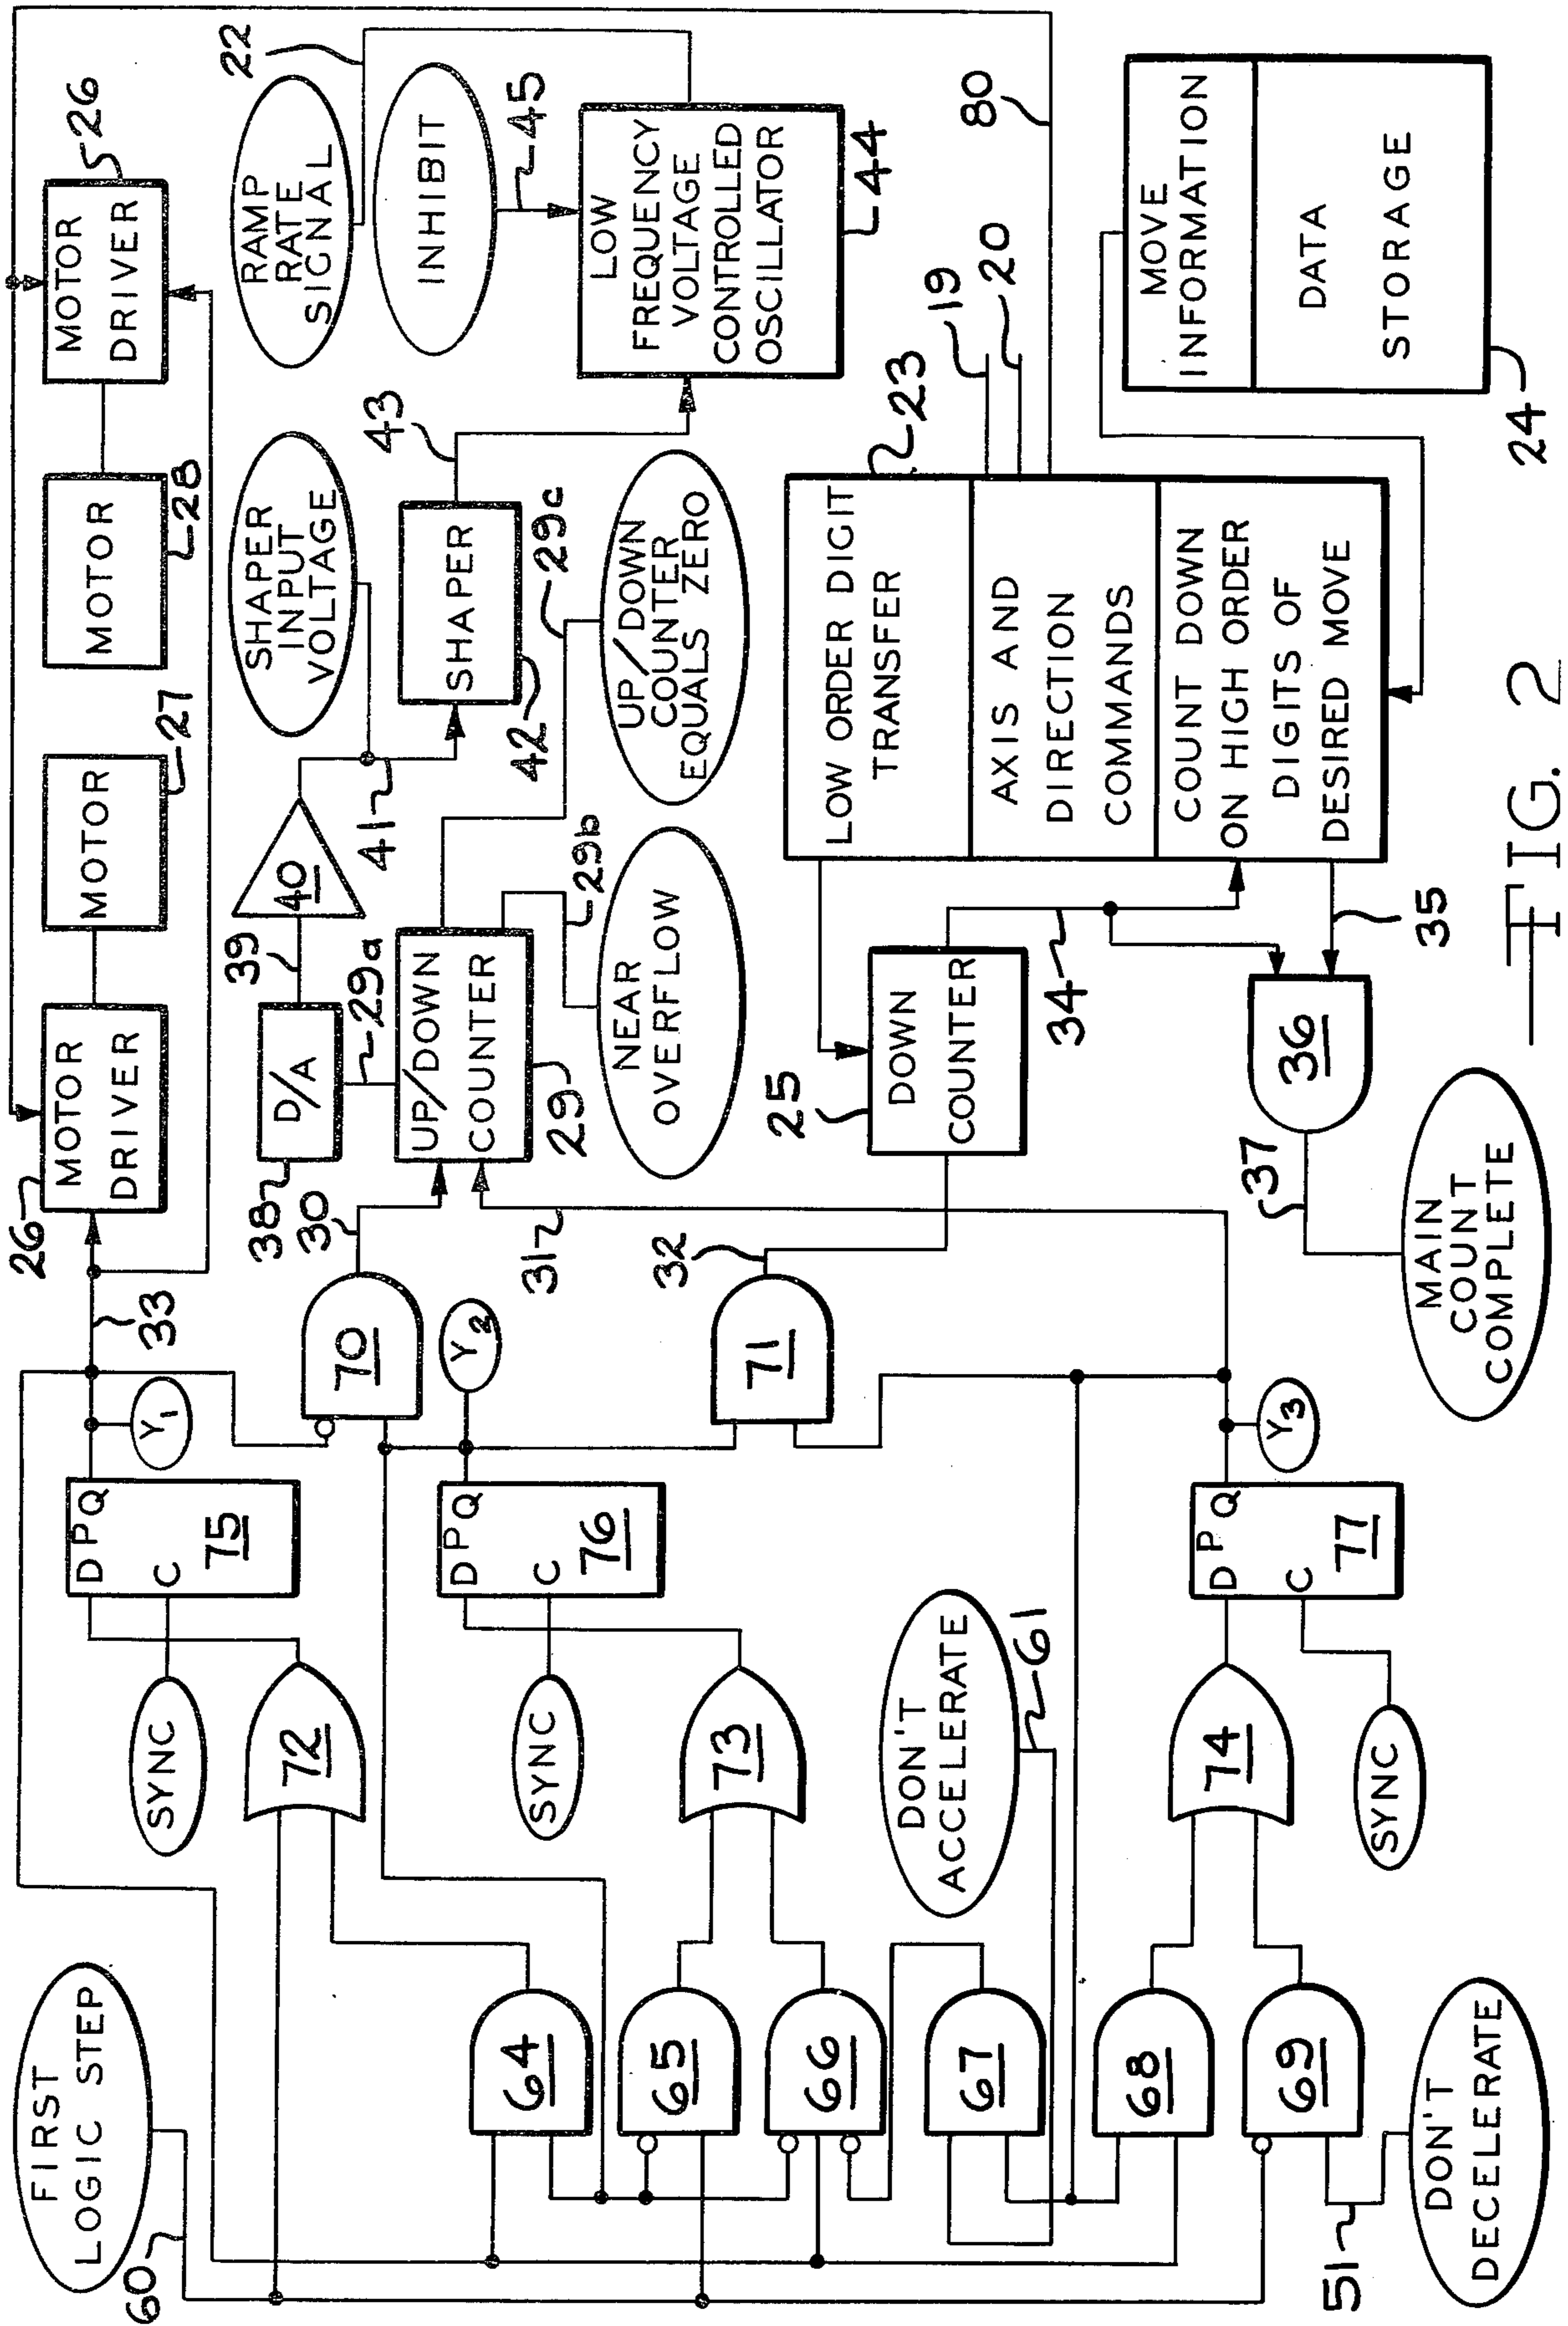 FIRST
LOGIC STEP
60
SYNC
72
D P Q
C
75
Y1
33
26
MOTOR
DRIVER
MOTOR
27
MOTOR
28
MOTOR
DRIVER
26
64
65
66
67
68
69
DON'T
DECELERATE
51
SYNC
73
D P Q
C
76
Y2
70
30
38
D/A
39
40
29a
41
SHAPER
INPUT
VOLTAGE
UP/DOWN
COUNTER
29
29b
NEAR
OVERFLOW
SHAPER
42
43
29c
UP/DOWN
COUNTER
EQUALS ZERO
RAMP
RATE
SIGNAL
22
INHIBIT
45
LOW
FREQUENCY
VOLTAGE
CONTROLLED
OSCILLATOR
44
DON'T
ACCELERATE
61
71
32
31
25
DOWN
COUNTER
34
LOW ORDER DIGIT
TRANSFER
AXIS AND
DIRECTION
COMMANDS
COUNT DOWN
ON HIGH ORDER
DIGITS OF
DESIRED MOVE
23
19
20
80
MOVE
INFORMATION
DATA
STORAGE
24
74
SYNC
D P Q
C
77
Y3
36
35
37
MAIN
COUNT
COMPLETE
FIG. 2